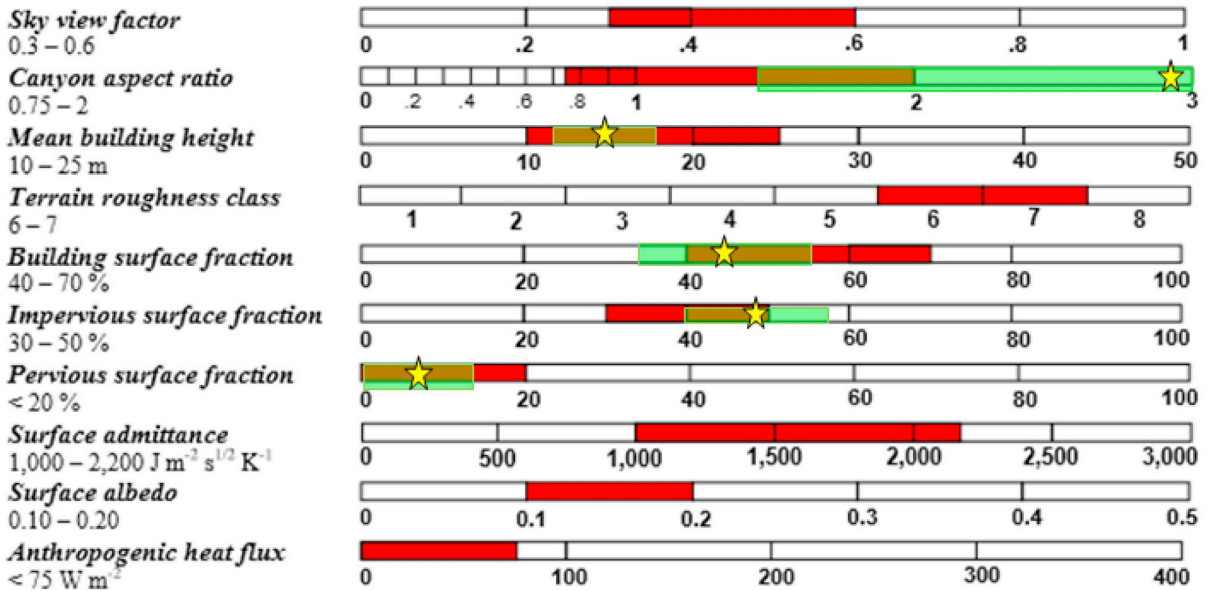 Sky view factor
0.3 – 0.6
0 .2 .4 .6 .8 1
Canyon aspect ratio
0.75 – 2
0 .2 .4 .6 .8 1 2 3
Mean building height
10 – 25 m
0 10 20 30 40 50
Terrain roughness class
6 – 7
1 2 3 4 5 6 7 8
Building surface fraction
40 – 70 %
0 20 40 60 80 100
Impervious surface fraction
30 – 50 %
0 20 40 60 80 100
Pervious surface fraction
< 20 %
0 20 40 60 80 100
Surface admittance
1,000 – 2,200 J m⁻² s¹ᐟ² K⁻¹
0 500 1,000 1,500 2,000 2,500 3,000
Surface albedo
0.10 – 0.20
0 0.1 0.2 0.3 0.4 0.5
Anthropogenic heat flux
< 75 W m⁻²
0 100 200 300 400